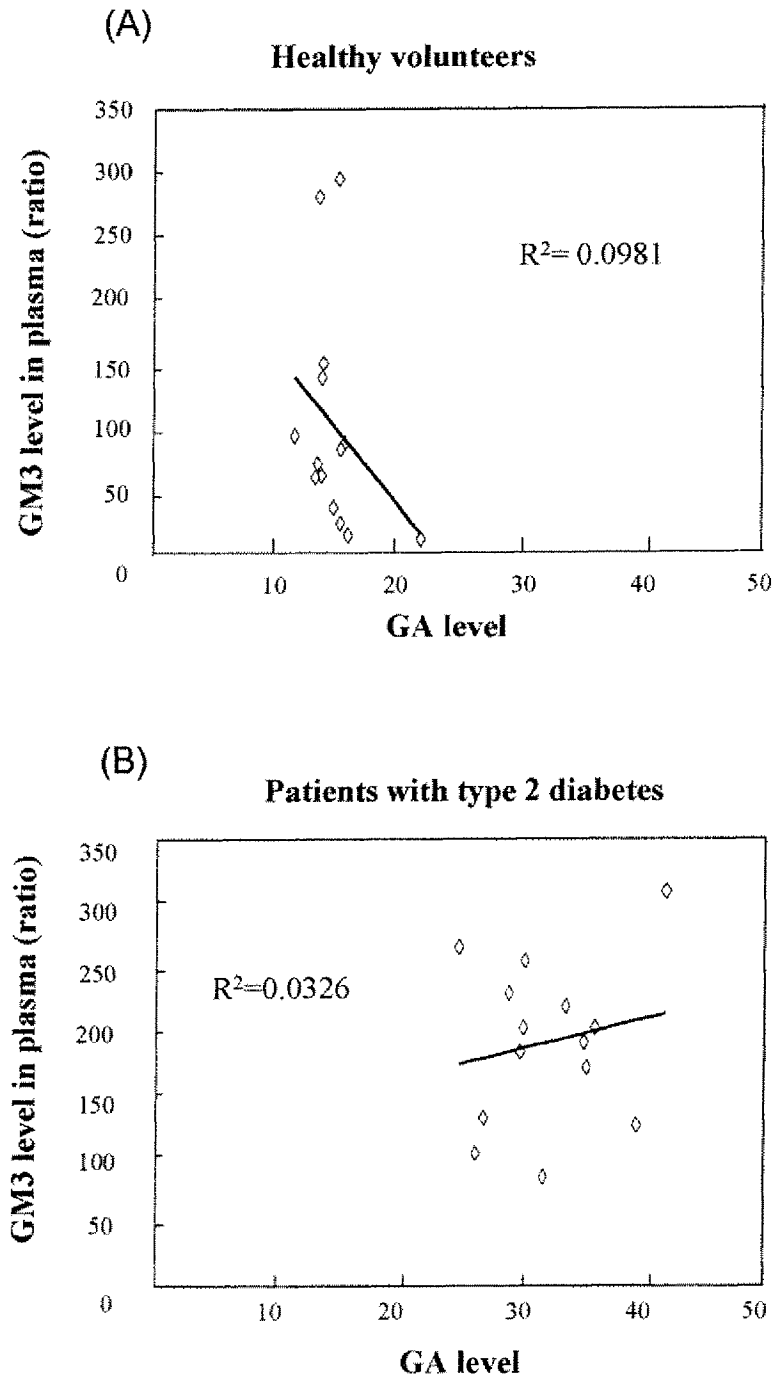 (A)
Healthy volunteers
GM3 level in plasma (ratio)
350
300
250
200
150
100
50
0
R²= 0.0981
10 20 30 40 50
GA level
(B)
Patients with type 2 diabetes
GM3 level in plasma (ratio)
350
300
250
200
150
100
50
0
R²=0.0326
10 20 30 40 50
GA level